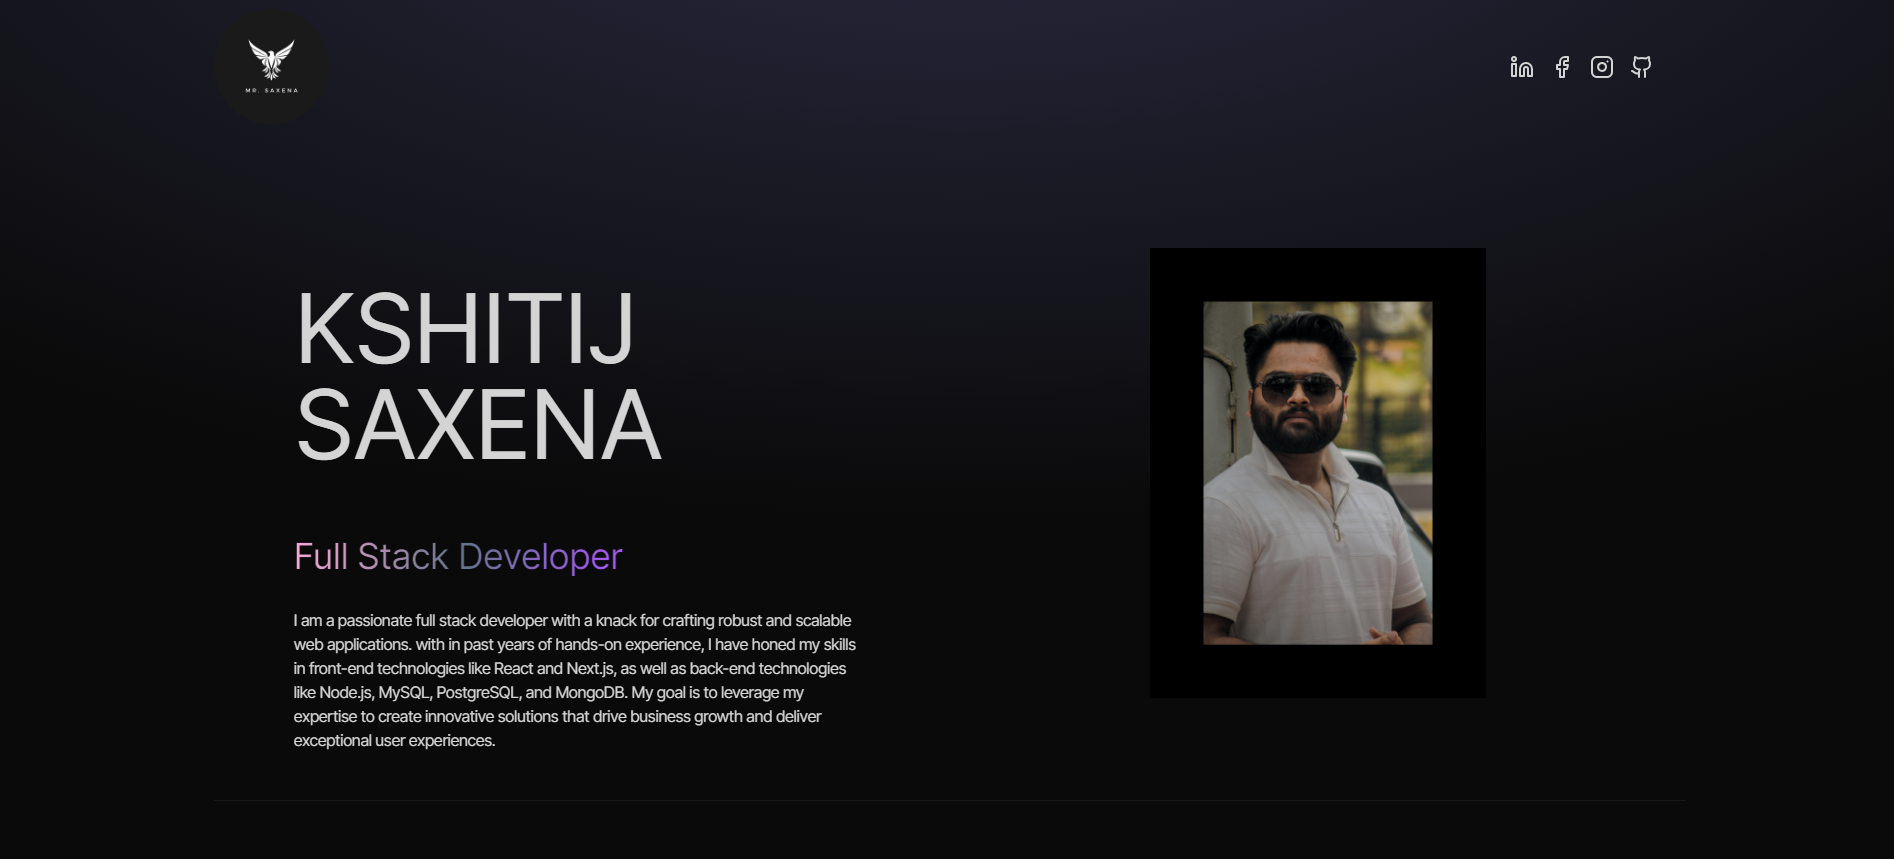 MR. SAXENA
KSHITIJ
SAXENA
Full Stack Developer
I am a passionate full stack developer with a knack for crafting robust and scalable
web applications. with in past years of hands-on experience, I have honed my skills
in front-end technologies like React and Next.js, as well as back-end technologies
like Node.js, MySQL, PostgreSQL, and MongoDB. My goal is to leverage my
expertise to create innovative solutions that drive business growth and deliver
exceptional user experiences.